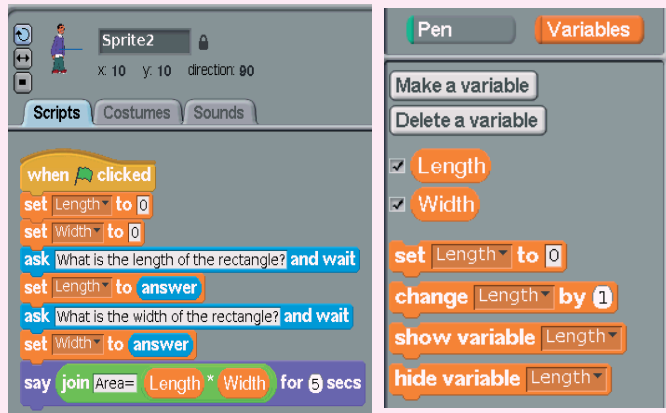 Sprite2
x: 10 y: 10 direction: 90
Scripts Costumes Sounds
when clicked
set Length to 0
set Width to 0
ask What is the length of the rectangle? and wait
set Length to answer
ask What is the width of the rectangle? and wait
set Width to answer
say join Area= Length * Width for 5 secs
Pen Variables
Make a variable
Delete a variable
Length
Width
set Length to 0
change Length by 1
show variable Length
hide variable Length